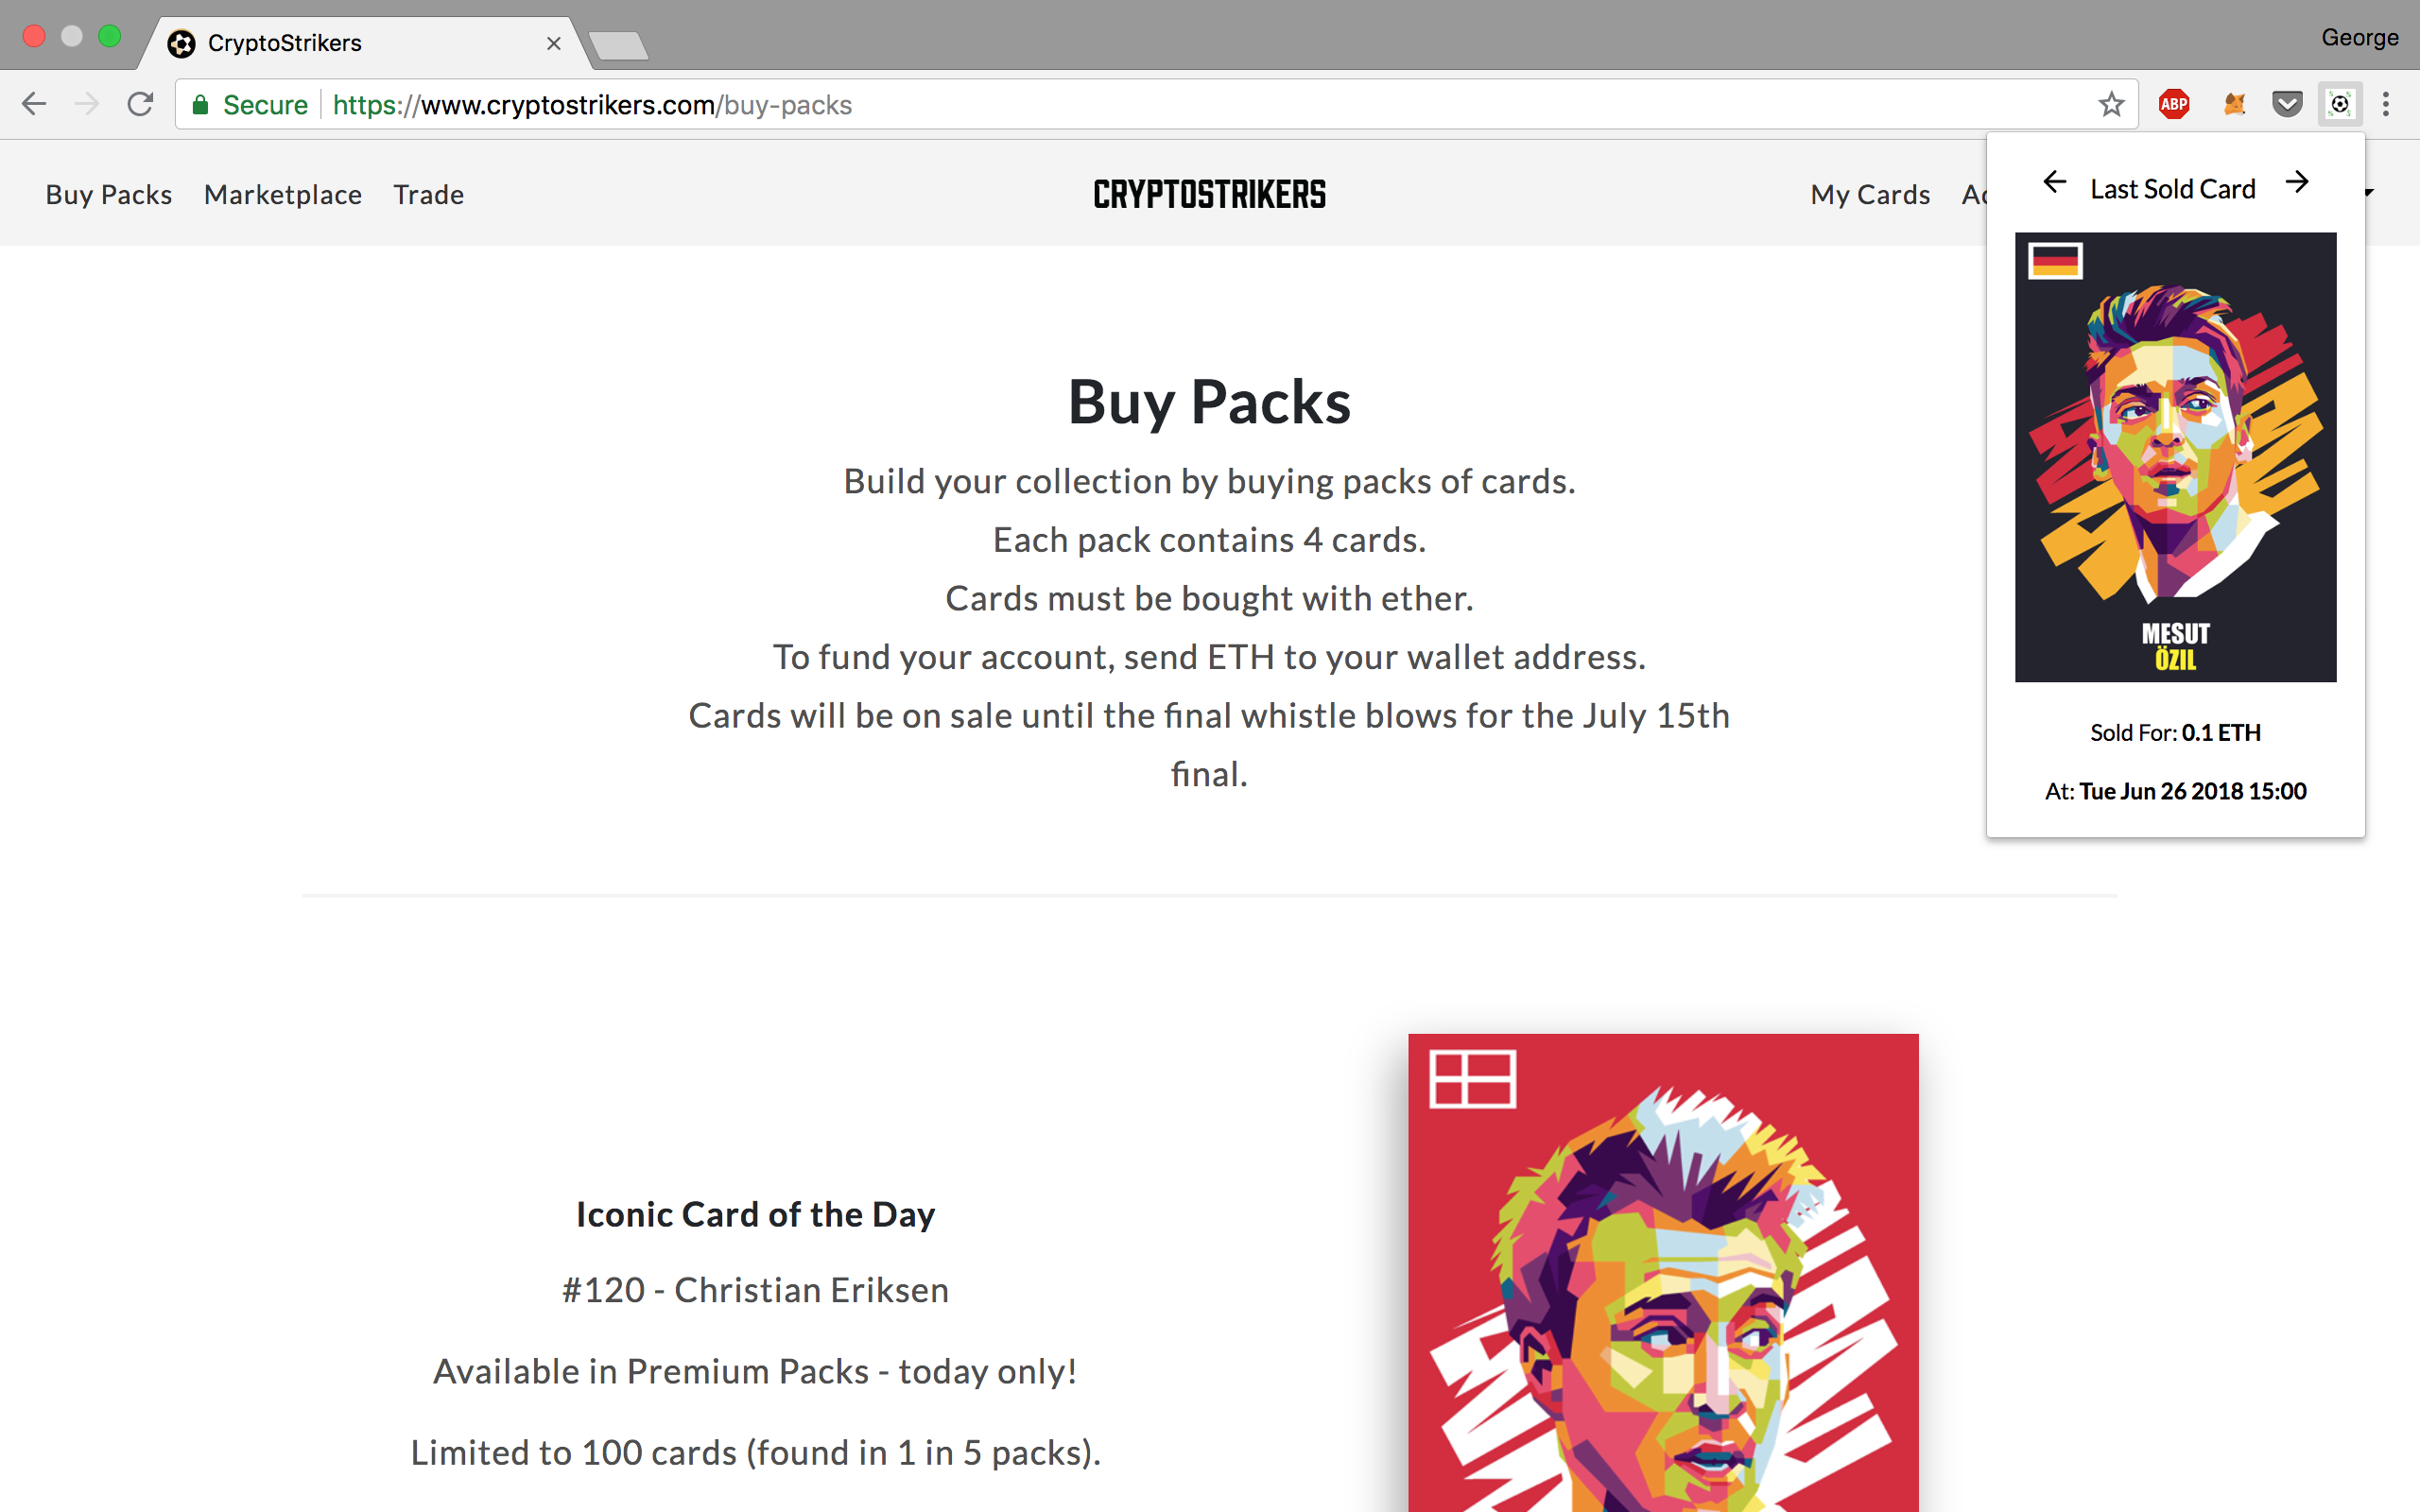 CryptoStrikers
George
Secure https://www.cryptostrikers.com/buy-packs
ABP
Buy Packs Marketplace Trade
CRYPTOSTRIKERS
My Cards
Last Sold Card
MESUT
ÖZIL
Sold For: 0.1 ETH
At: Tue Jun 26 2018 15:00
Buy Packs
Build your collection by buying packs of cards.
Each pack contains 4 cards.
Cards must be bought with ether.
To fund your account, send ETH to your wallet address.
Cards will be on sale until the final whistle blows for the July 15th
final.
Iconic Card of the Day
#120 - Christian Eriksen
Available in Premium Packs - today only!
Limited to 100 cards (found in 1 in 5 packs).